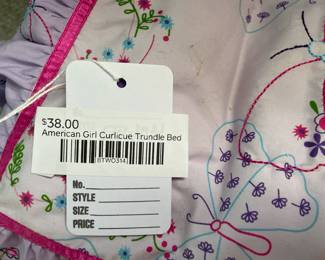 $38.00
American Girl Curlicue Trundle Bed
BTWO314
No.
STYLE
SIZE
PRICE